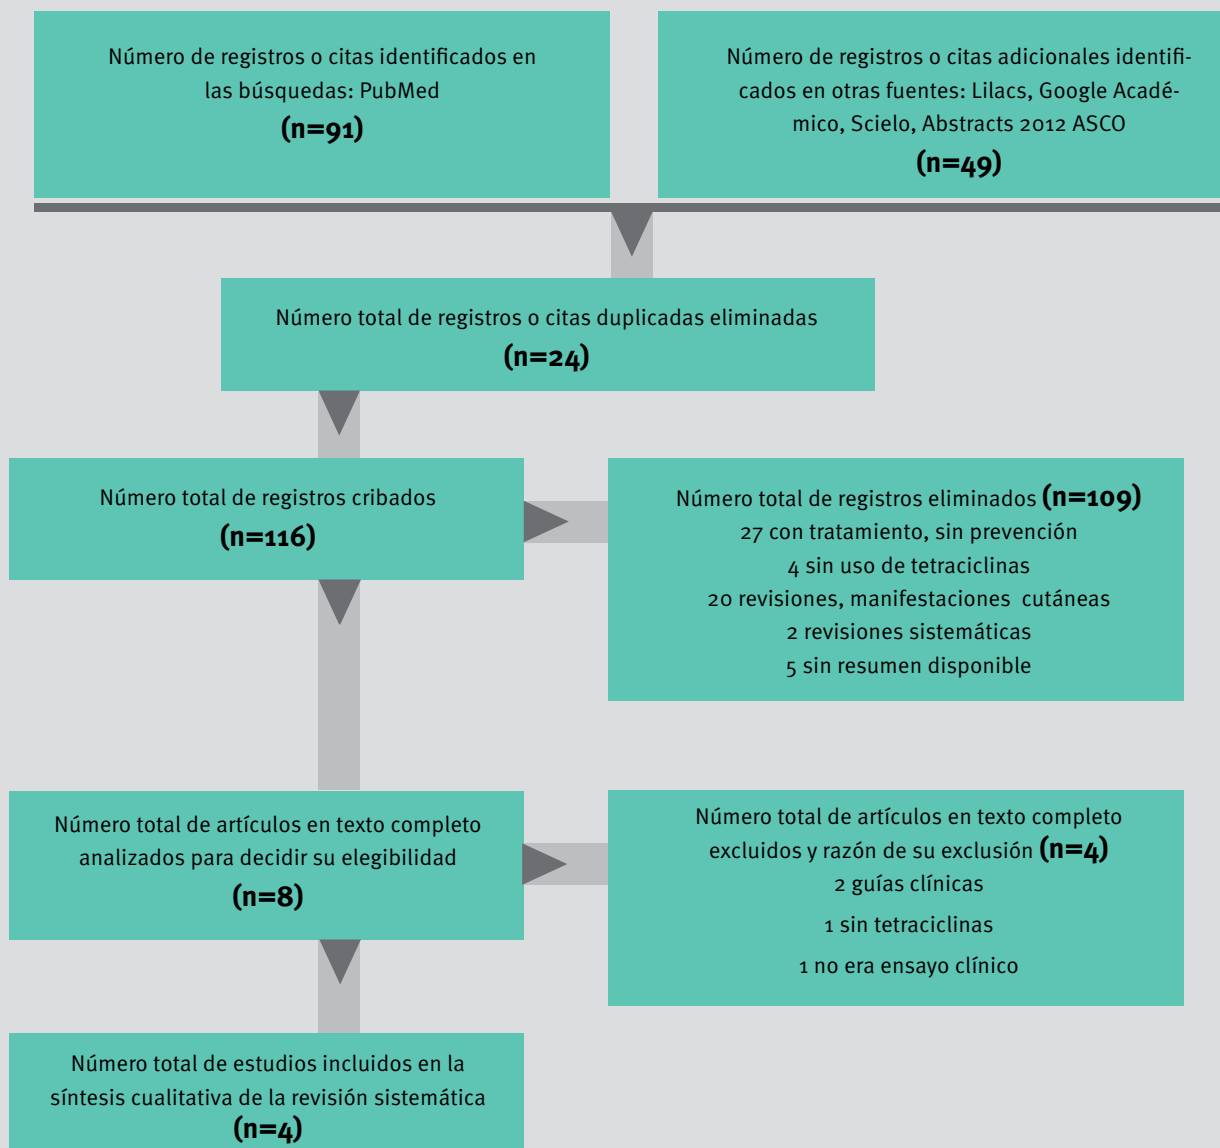 Número de registros o citas identificados en
las búsquedas: PubMed
(n=91)
Número de registros o citas adicionales identifi-
cados en otras fuentes: Lilacs, Google Acadé-
mico, Scielo, Abstracts 2012 ASCO
(n=49)
Número total de registros o citas duplicadas eliminadas
(n=24)
Número total de registros cribados
(n=116)
Número total de registros eliminados (n=109)
27 con tratamiento, sin prevención
4 sin uso de tetraciclinas
20 revisiones, manifestaciones cutáneas
2 revisiones sistemáticas
5 sin resumen disponible
Número total de artículos en texto completo
analizados para decidir su elegibilidad
(n=8)
Número total de artículos en texto completo
excluidos y razón de su exclusión (n=4)
2 guías clínicas
1 sin tetraciclinas
1 no era ensayo clínico
Número total de estudios incluidos en la
síntesis cualitativa de la revisión sistemática
(n=4)